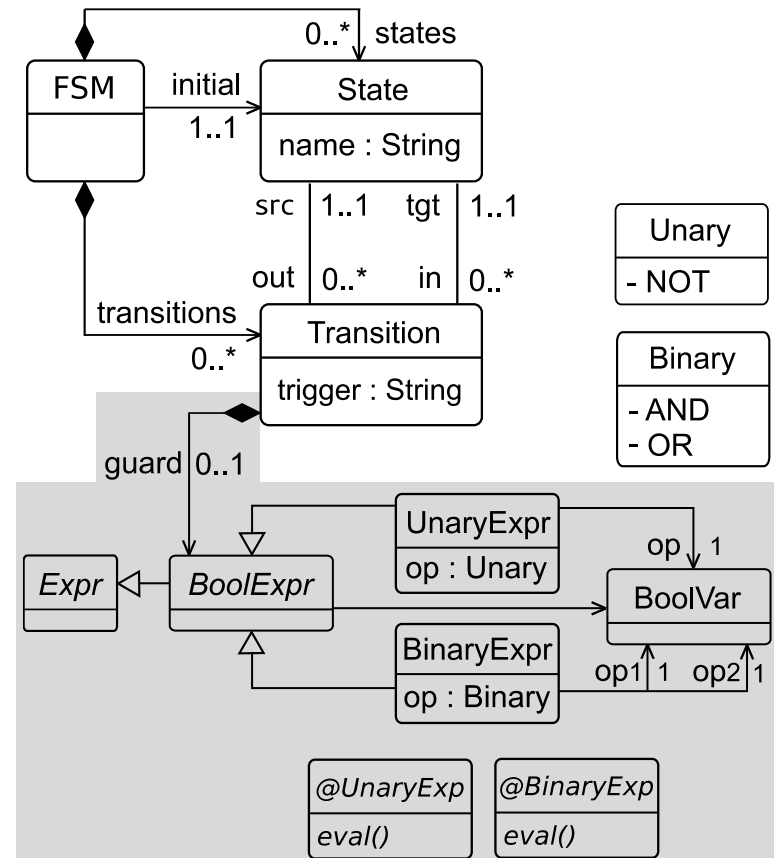 0..* states
FSM
initial
1..1
State
name : String
src 1..1 tgt 1..1
out 0..* in 0..*
transitions
0..*
Transition
trigger : String
Unary
- NOT
Binary
- AND
- OR
guard 0..1
Expr
BoolExpr
UnaryExpr
op : Unary
op 1
BoolVar
BinaryExpr
op : Binary
op1 1 op2 1
@UnaryExp
eval()
@BinaryExp
eval()